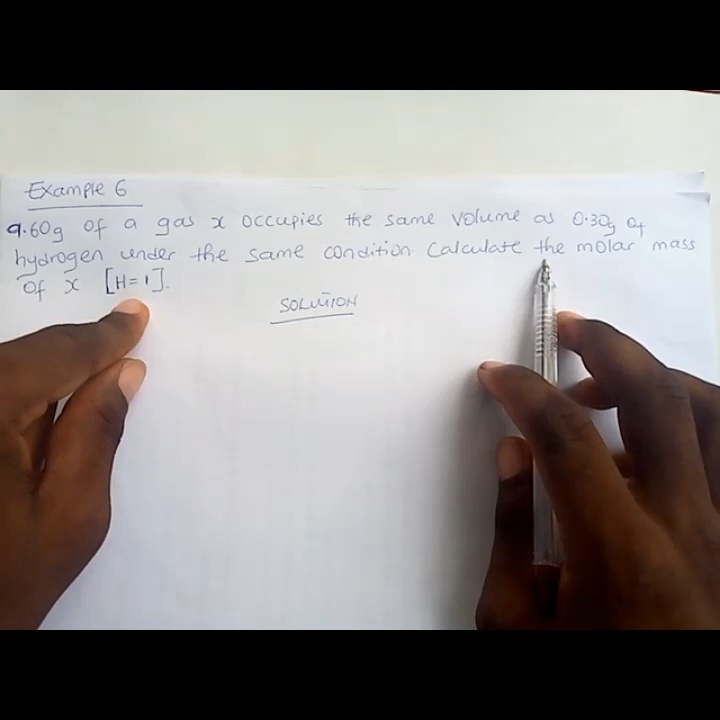 Example 6
9.60g of a gas x occupies the same volume as 0.30g of
hydrogen under the same condition. Calculate the molar mass
of x [H=1].
SOLUTION